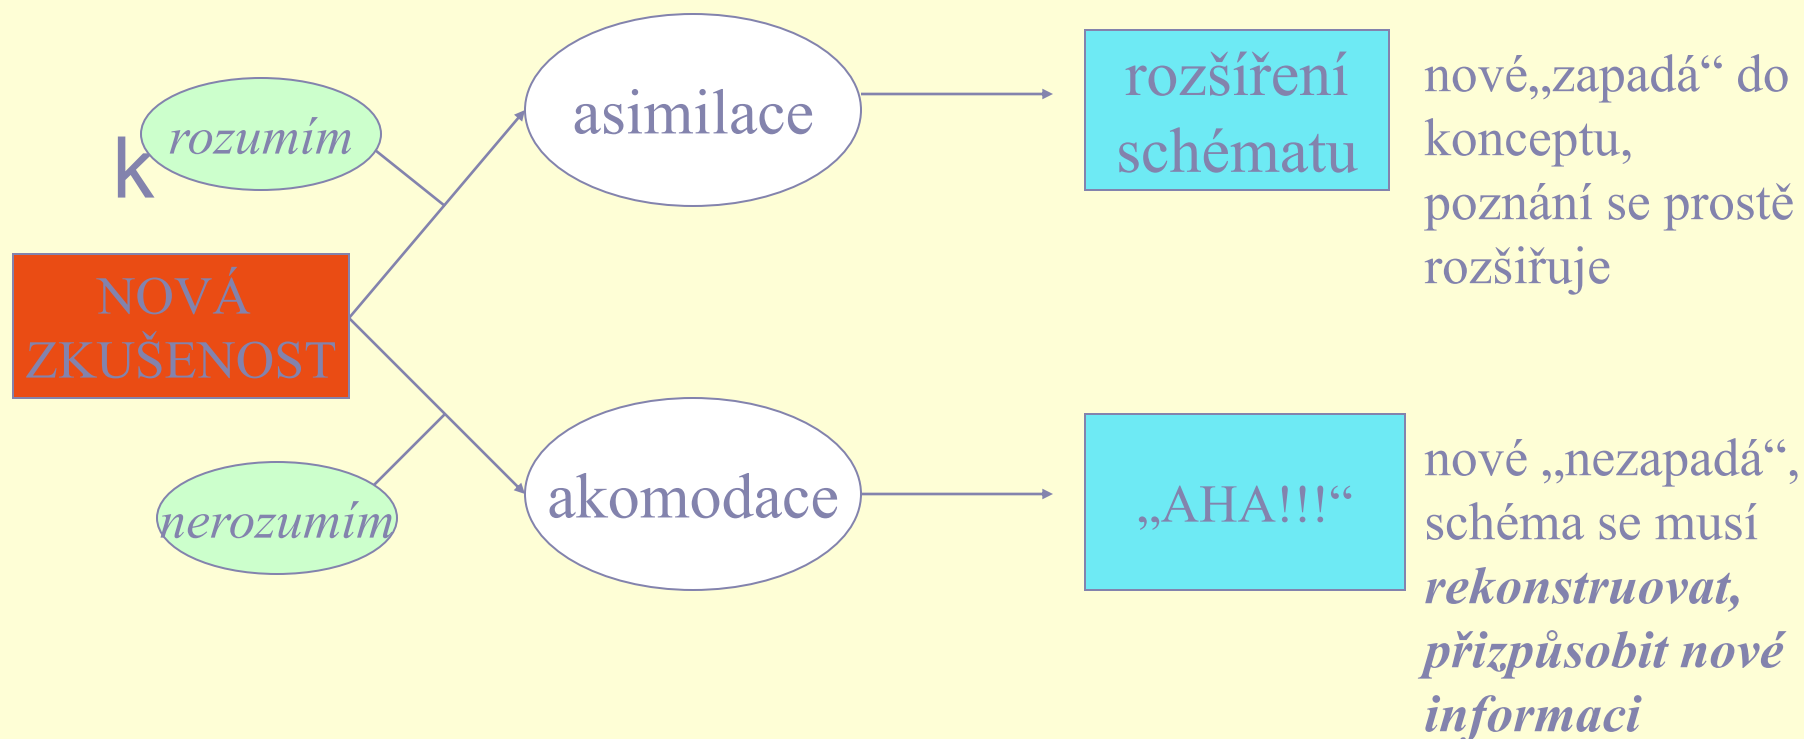 k
rozumím
NOVÁ
ZKUŠENOST
nerozumím
asimilace
akomodace
rozšíření
schématu
„AHA!!!“
nové„zapadá“ do
konceptu,
poznání se prostě
rozšiřuje
nové „nezapadá“,
schéma se musí
rekonstruovat,
přizpůsobit nové
informaci